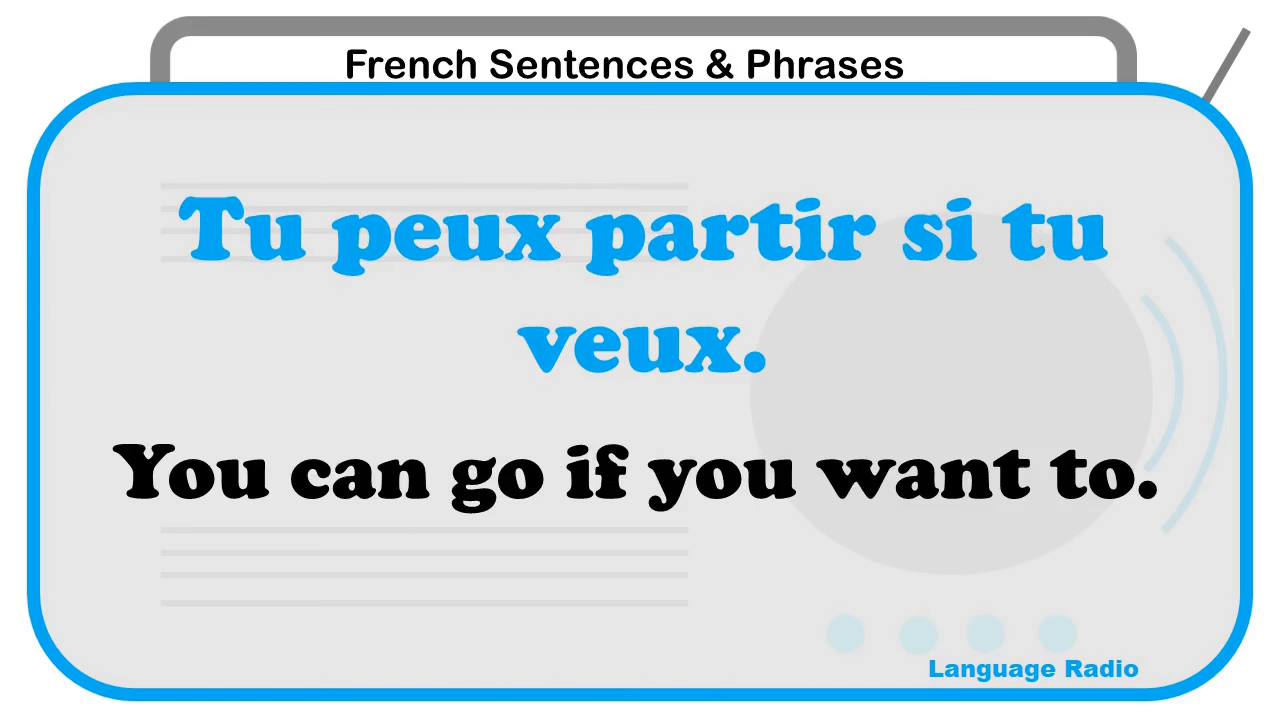 French Sentences & Phrases
Tu peux partir si tu
veux.
You can go if you want to.
Language Radio